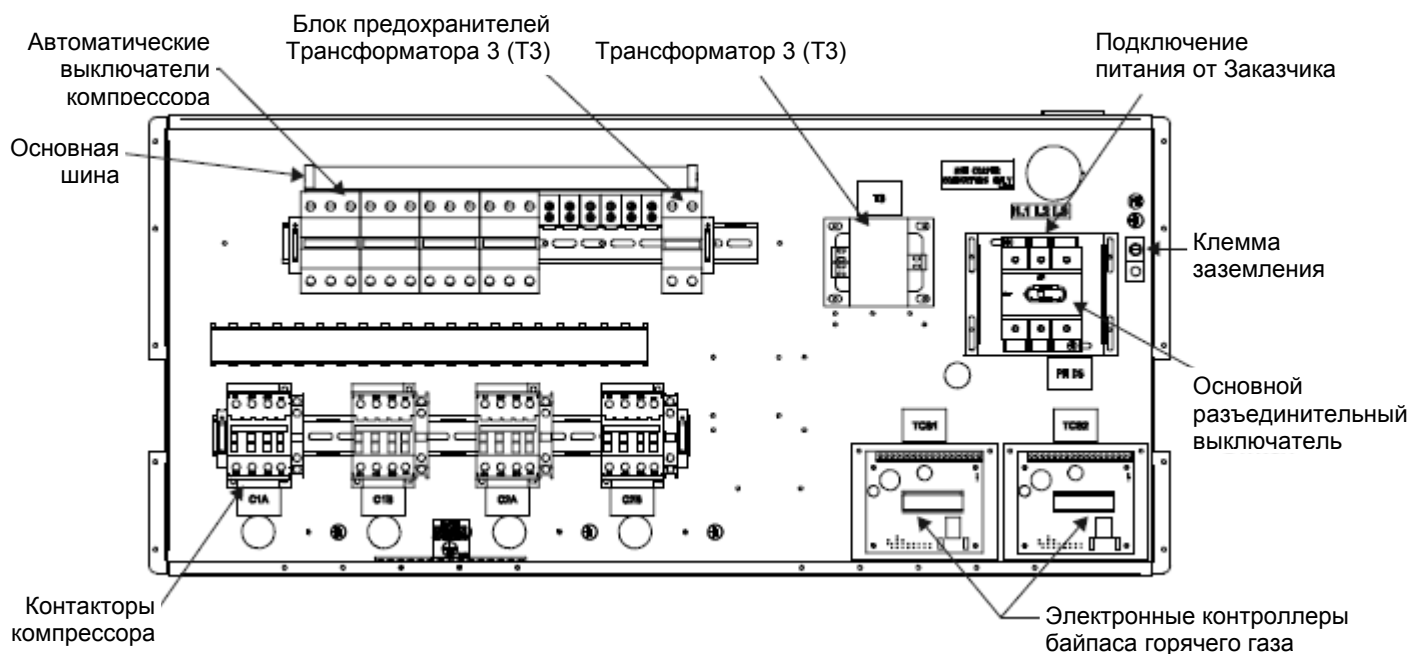 Блок предохранителей
Трансформатора 3 (Т3)
Трансформатор 3 (Т3)
Автоматические
выключатели
компрессора
Подключение
питания от Заказчика
Основная
шина
T3
L1 L2 L3
Клемма
заземления
Основной
разъединительный
выключатель
TCB1
TCB2
C1A
C1B
C2A
C2B
Контакторы
компрессора
Электронные контроллеры
байпаса горячего газа